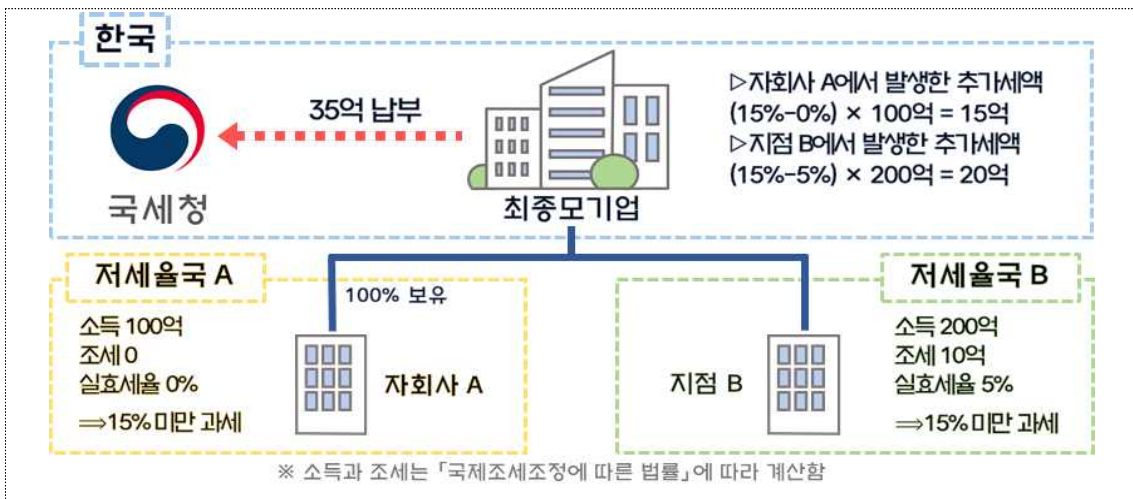 한국
35억 납부
국세청
최종모기업
▷자회사 A에서 발생한 추가세액
(15%-0%) × 100억 = 15억
▷지점 B에서 발생한 추가세액
(15%-5%) × 200억 = 20억
저세율국 A
100% 보유
소득 100억
조세 0
실효세율 0%
⇒15% 미만 과세
자회사 A
저세율국 B
지점 B
소득 200억
조세 10억
실효세율 5%
⇒15% 미만 과세
※ 소득과 조세는 「국제조세조정에 따른 법률」에 따라 계산함